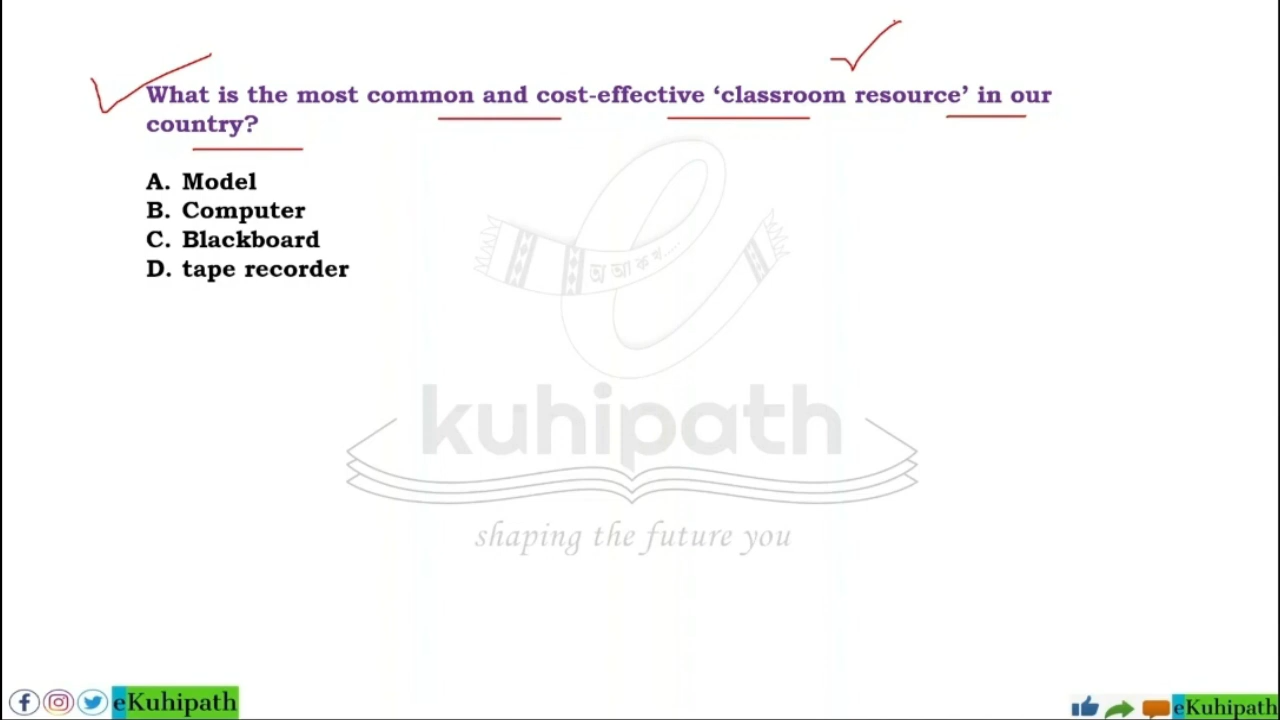 What is the most common and cost-effective ‘classroom resource’ in our
country?
A. Model
B. Computer
C. Blackboard
D. tape recorder
অ আ ক খ....
kuhipath
shaping the future you
eKuhipath
eKuhipath